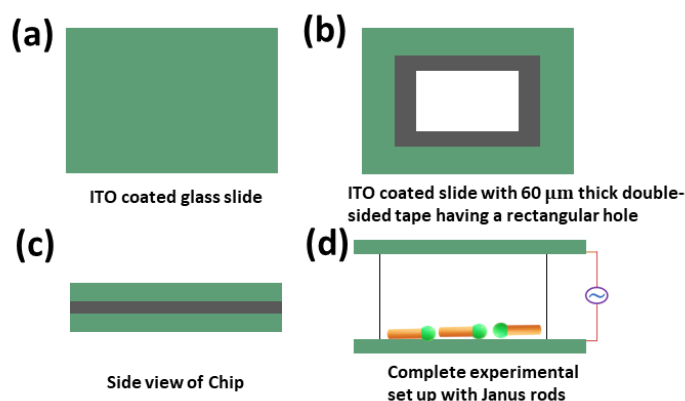 (a)
(b)
ITO coated glass slide
ITO coated slide with 60 μm thick double-
sided tape having a rectangular hole
(c)
(d)
Side view of Chip
Complete experimental
set up with Janus rods